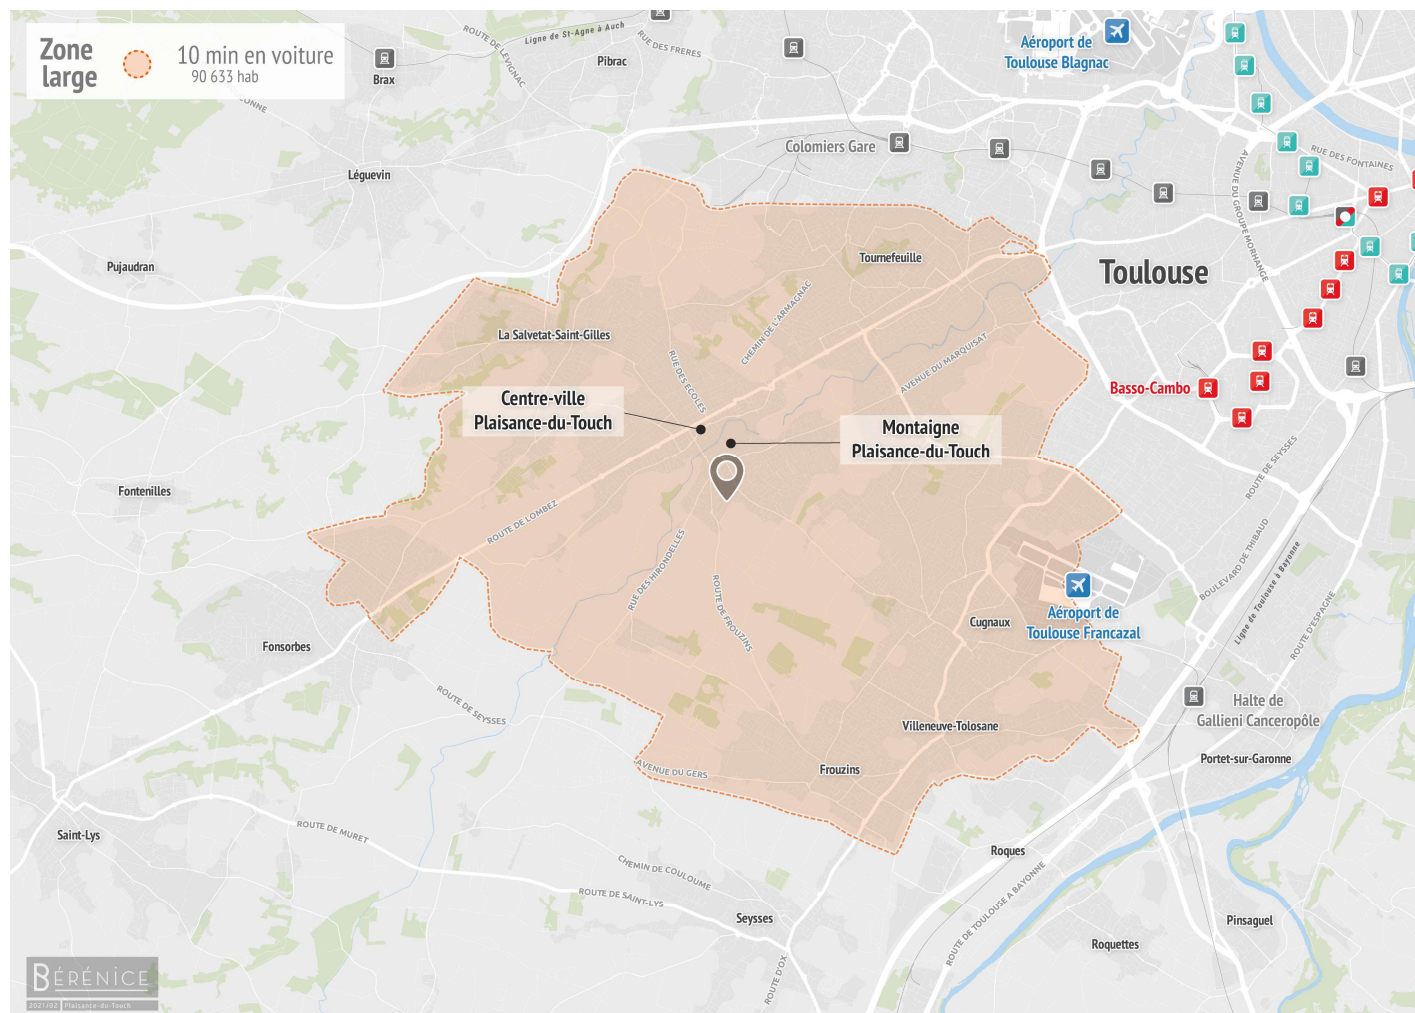 Zone
large
10 min en voiture
90 633 hab
Brax
ROUTE DE LEVIGNAC
Ligne de St-Agne à Auch
RUE DES FRERES
Pibrac
Aéroport de
Toulouse Blagnac
Colomiers Gare
AVENUE DU GROUPE MORHANGE
RUE DES FONTAINES
Léguevin
Pujaudran
Tournefeuille
Toulouse
CHEMIN DE L'ARMAGNAC
La Salvetat-Saint-Gilles
RUE DES ECOLES
AVENUE DU MARQUISAT
Basso-Cambo
Centre-ville
Plaisance-du-Touch
Montaigne
Plaisance-du-Touch
ROUTE DE SEYSSES
Fontenilles
ROUTE DE LOMBEZ
RUE DES HIRONDELLES
ROUTE DE FROUZINS
BOULEVARD DE THIBAUD
Ligne de Toulouse à Bayonne
ROUTE D'ESPAGNE
Aéroport de
Toulouse Francazal
Cugnaux
Fonsorbes
ROUTE DE SEYSSES
Halte de
Gallieni Canceropôle
Villeneuve-Tolosane
Portet-sur-Garonne
AVENUE DU GERS
Frouzins
Saint-Lys
ROUTE DE MURET
Roques
CHEMIN DE COULOUME
ROUTE DE SAINT-LYS
ROUTE DE TOULOUSE A BAYONNE
Seysses
Pinsaguel
Roquettes
ROUTE D'OX
BÉRÉNICE
2021/02
Plaisance-du-Touch